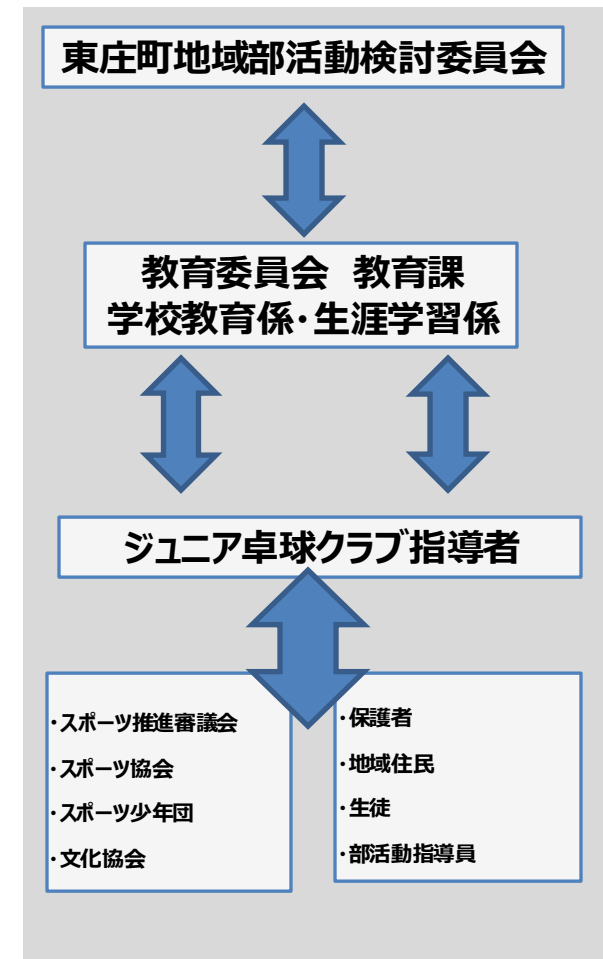 東庄町地域部活動検討委員会
教育委員会 教育課
学校教育係・生涯学習係
ジュニア卓球クラブ指導者
・スポーツ推進審議会
・スポーツ協会
・スポーツ少年団
・文化協会
・保護者
・地域住民
・生徒
・部活動指導員